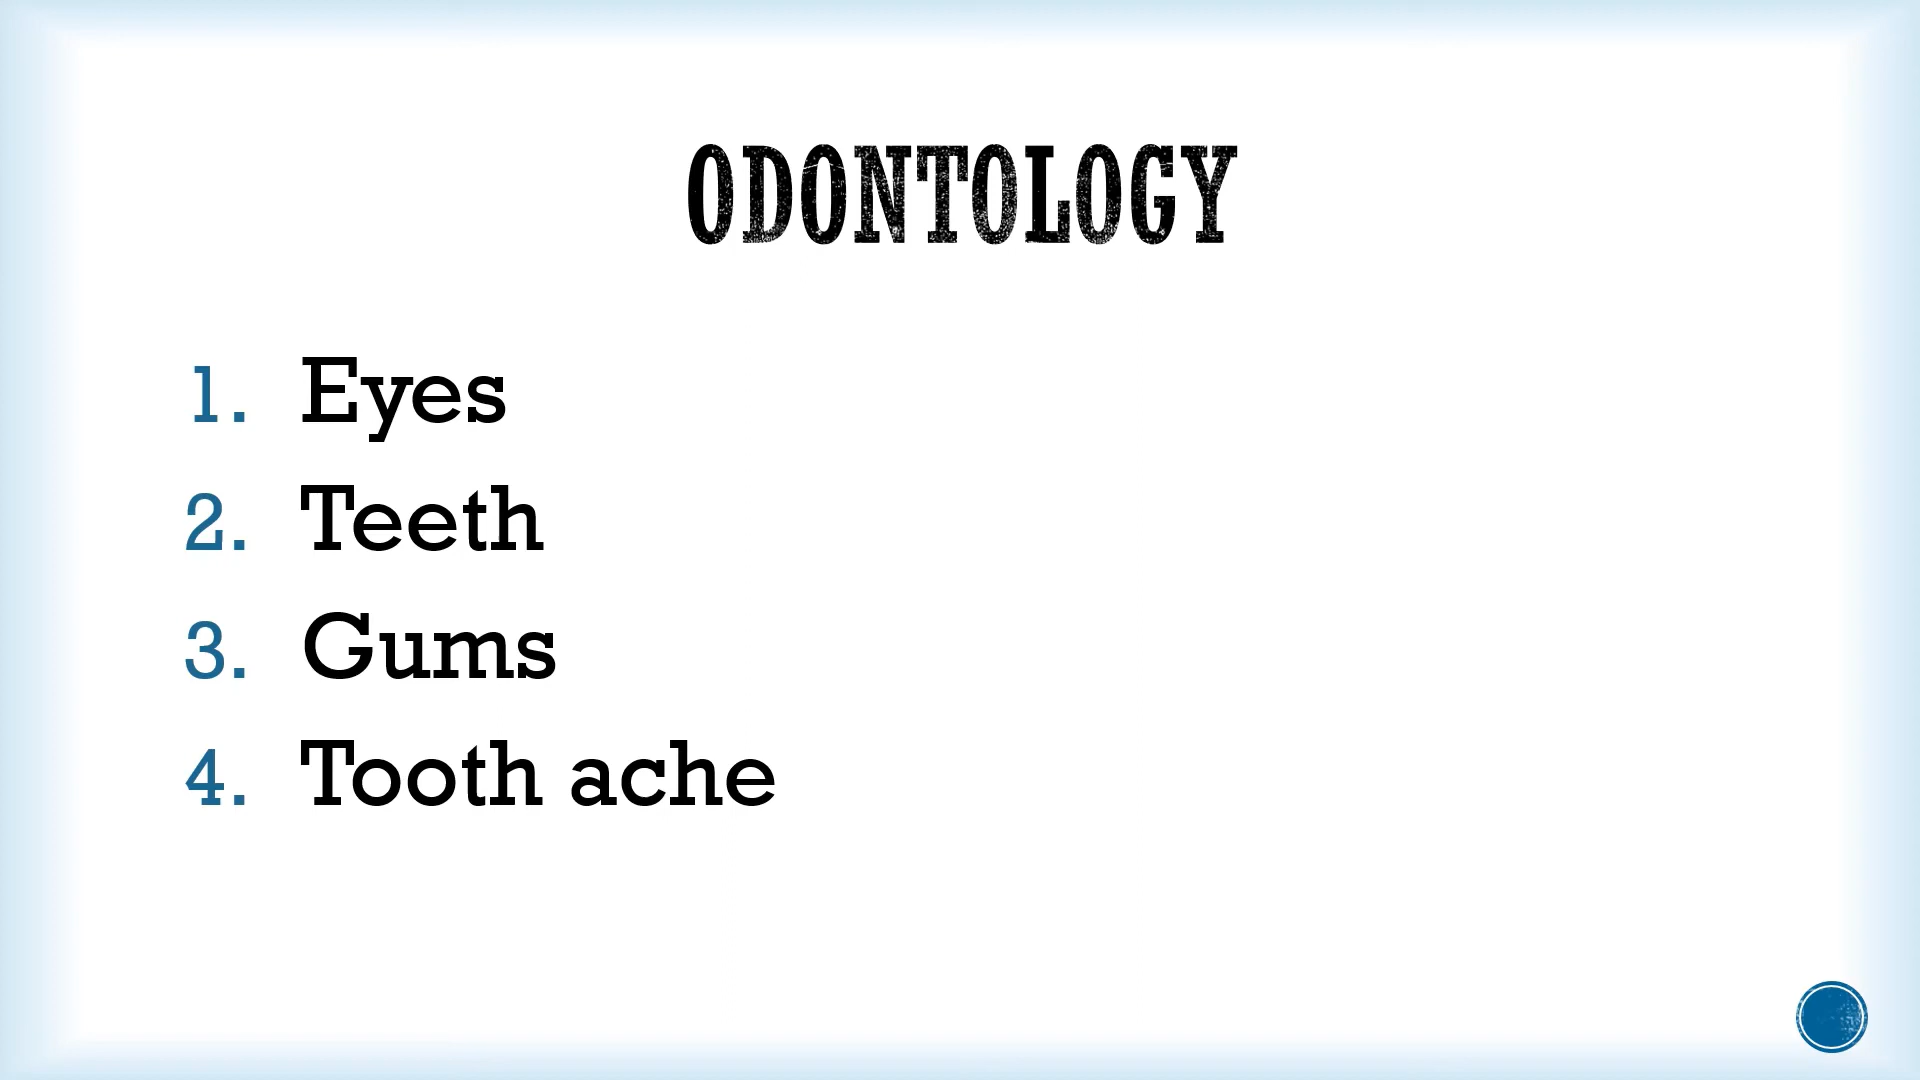 ODONTOLOGY
1. Eyes
2. Teeth
3. Gums
4. Tooth ache